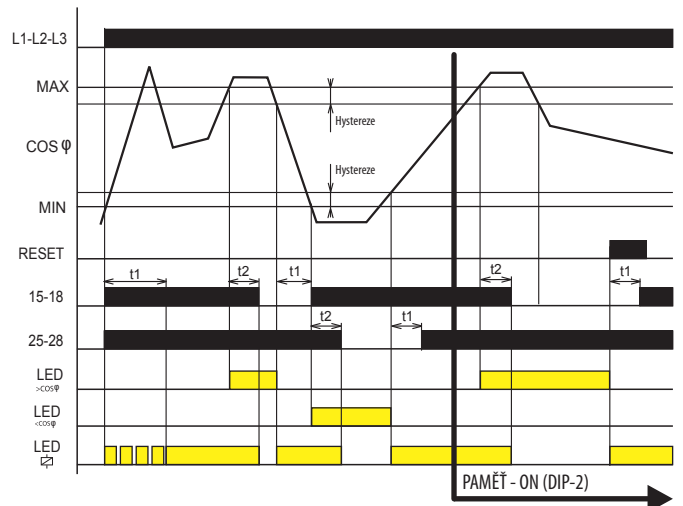 L1-L2-L3
MAX
Hystereze
COS φ
Hystereze
MIN
RESET
t1
t2
t1
t2
t1
15-18
t2
t1
25-28
LED
>cosφ
LED
<cosφ
LED
PAMĚŤ - ON (DIP-2)